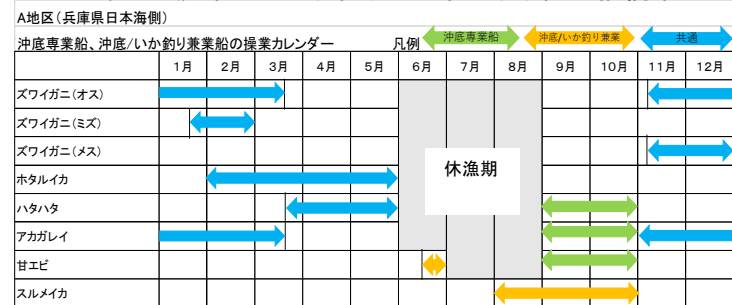 A地区(兵庫県日本海側)
沖底専業船、沖底/いか釣り兼業船の操業カレンダー 凡例 沖底専業船 沖底/いか釣り兼業 共通
1月 2月 3月 4月 5月 6月 7月 8月 9月 10月 11月 12月
ズワイガニ(オス)
ズワイガニ(ミズ)
ズワイガニ(メス)
ホタルイカ
休漁期
ハタハタ
アカガレイ
甘エビ
スルメイカ